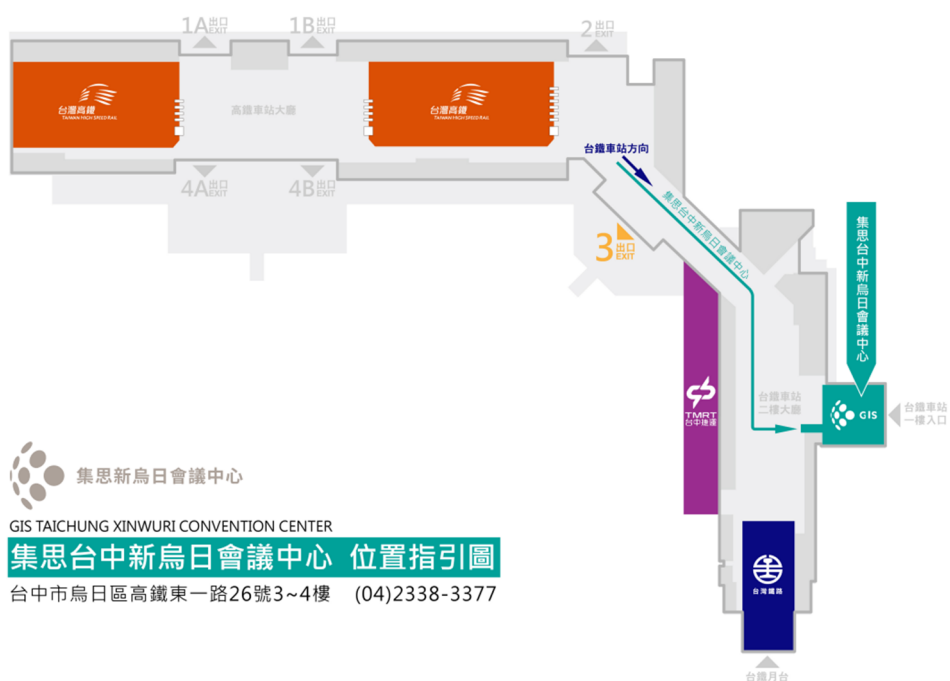 1A出口
EXIT
1B出口
EXIT
2出口
EXIT
台灣高鐵
TAIWAN HIGH SPEED RAIL
高鐵車站大廳
台灣高鐵
TAIWAN HIGH SPEED RAIL
台鐵車站方向
4A出口
EXIT
4B出口
EXIT
集思台中新烏日會議中心
3出口
EXIT
集思台中新烏日會議中心
TMRT
台中捷運
台鐵車站
二樓大廳
GIS
台鐵車站
一樓入口
集思新烏日會議中心
GIS TAICHUNG XINWURI CONVENTION CENTER
集思台中新烏日會議中心 位置指引圖
台中市烏日區高鐵東一路26號3~4樓 (04)2338-3377
台灣鐵路
台鐵月台